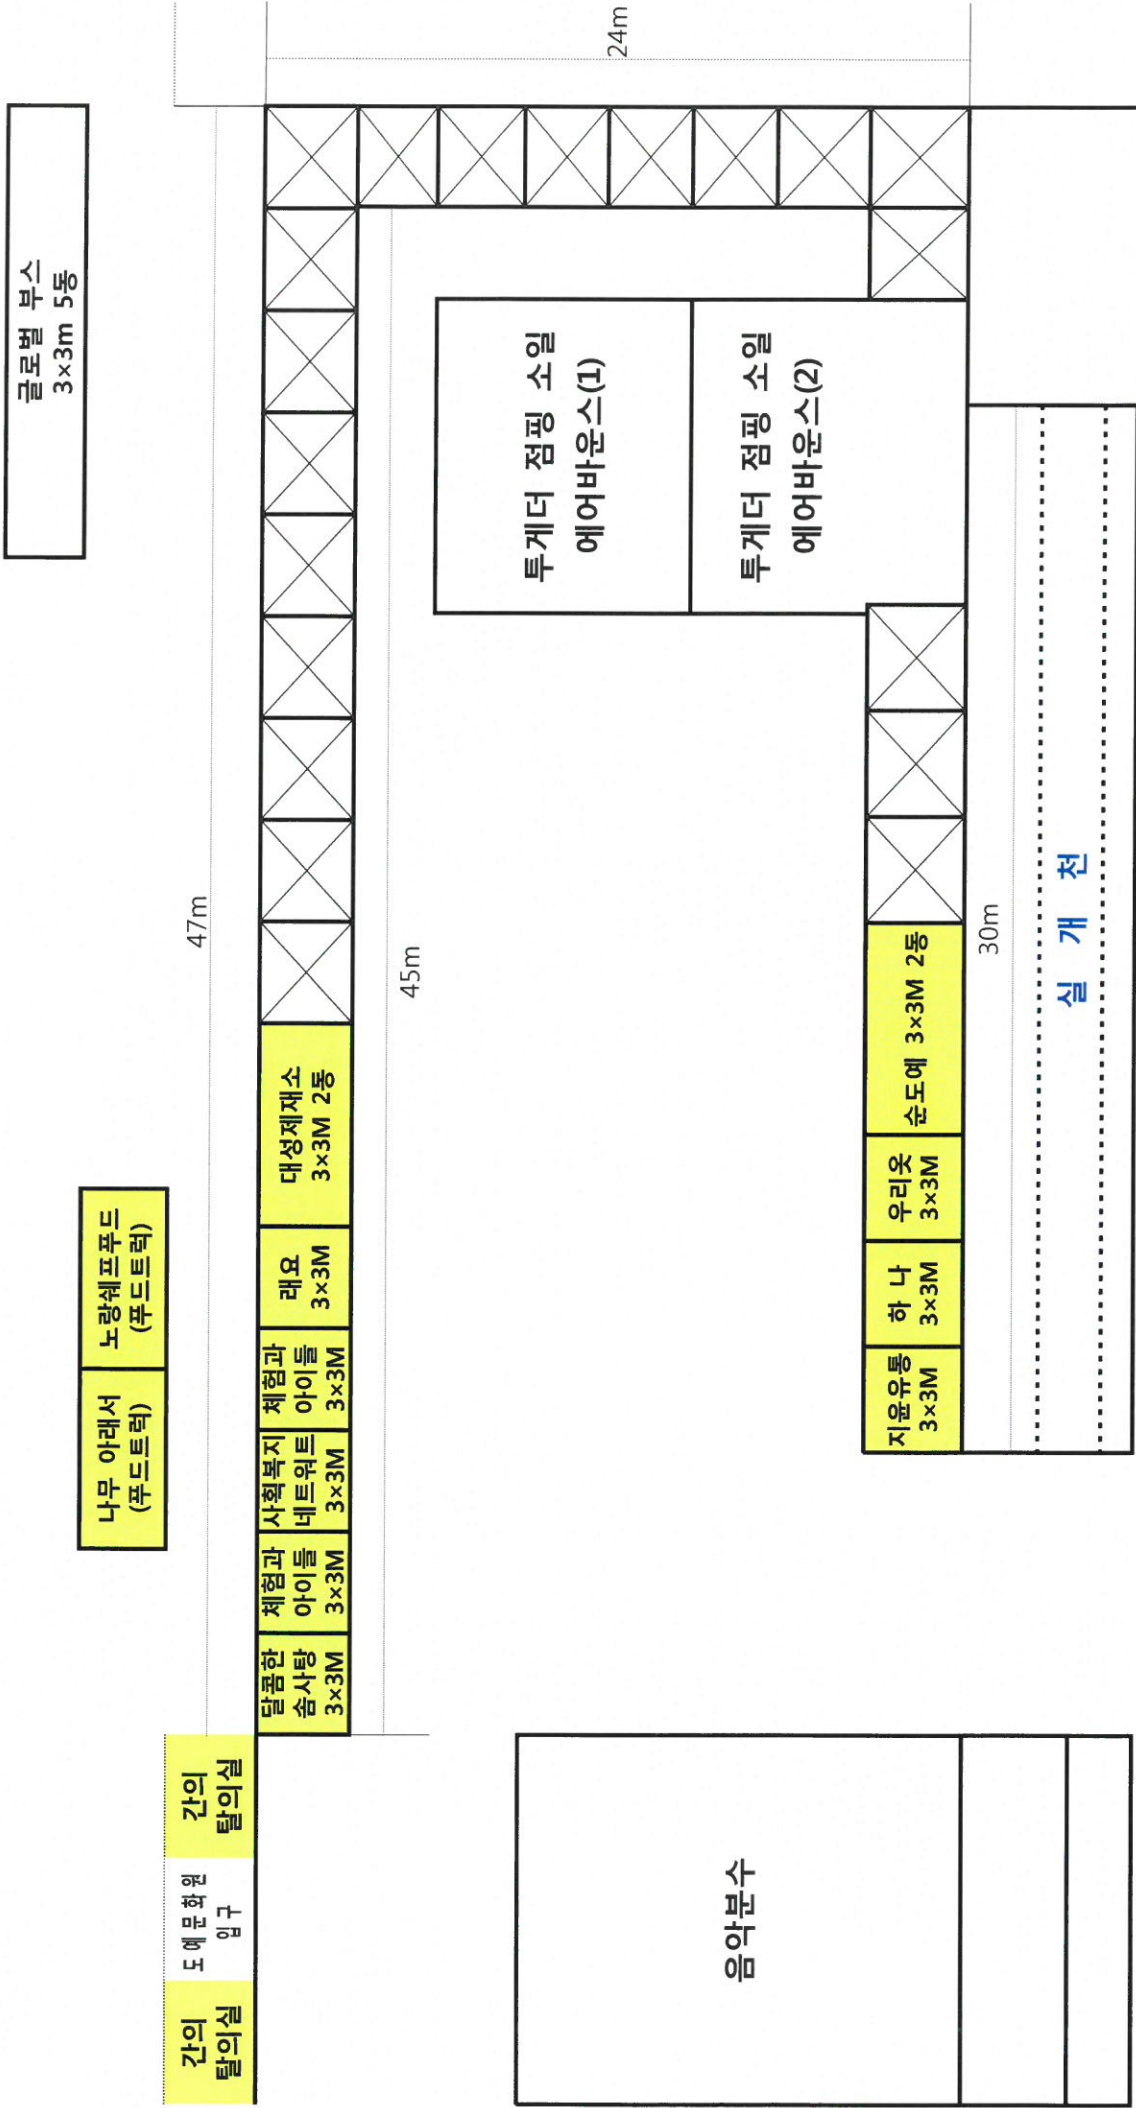 글로벌 부스
3×3m 5동
나무 아래서
(푸드트럭)
노랑쉐프푸드
(푸드트럭)
간의
탈의실
도예문화원
입구
간의
탈의실
47m
달콤한
솜사탕
3×3M
체험과
아이들
3×3M
사획복지
네트워트
3×3M
체험과
아이들
3×3M
래요
3×3M
대성제재소
3×3M 2동
45m
24m
투게더 점핑 소일
에어바운스(1)
음악분수
투게더 점핑 소일
에어바운스(2)
지윤유통
3×3M
하 나
3×3M
우리옷
3×3M
순도예 3×3M 2동
30m
실 개 천